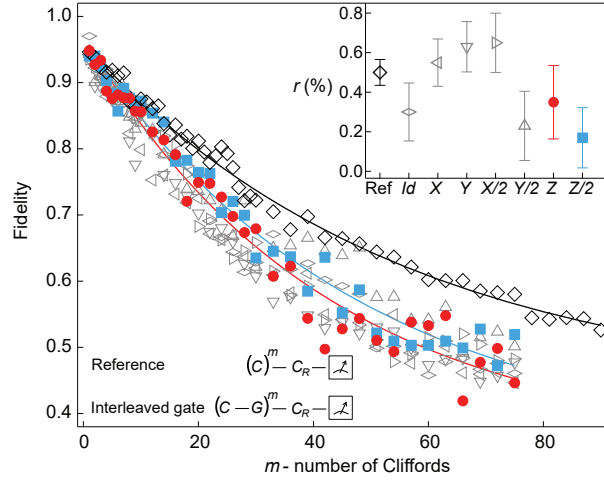 Fidelity
1.0
0.9
0.8
0.7
0.6
0.5
0.4
0
20
40
60
80
m - number of Cliffords
r (%)
0.8
0.6
0.4
0.2
0.0
Ref Id X Y X/2 Y/2 Z Z/2
Reference (C)^m — C_R —
Interleaved gate (C — G)^m — C_R —